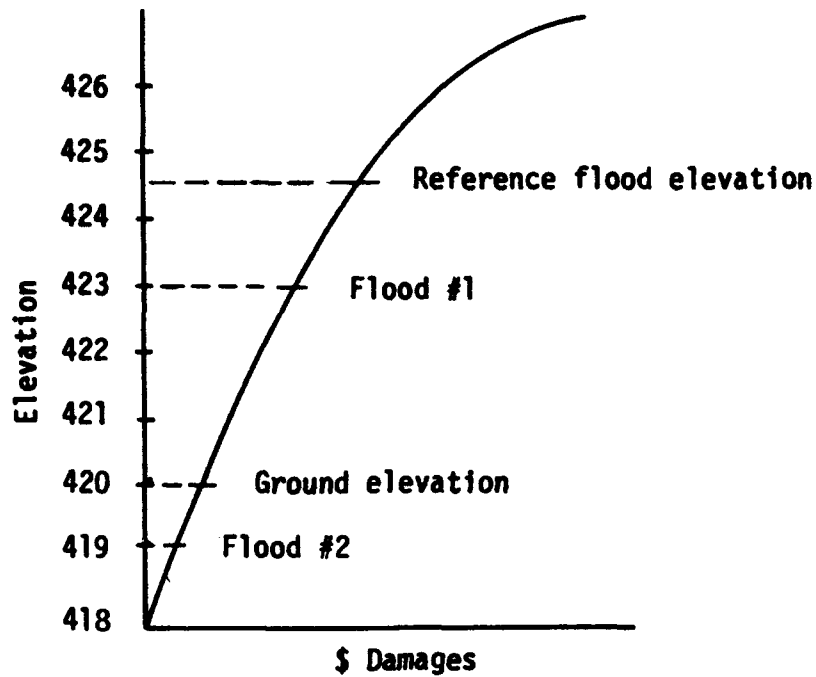 426
425
Reference flood elevation
424
423
Flood #1
422
Elevation
421
420
Ground elevation
419
Flood #2
418
$ Damages